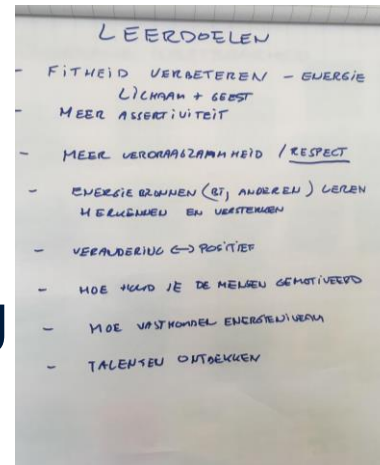 LEERDOELEN
- FITHEID VERBETEREN - ENERGIE
LICHAAM + GEEST
- MEER ASSERTIVITEIT
- MEER VERDRAAGZAAMHEID / RESPECT
- ENERGIE BRONNEN (BIJ ANDEREN) LEREN
HERKENNEN EN VERSTERKEN
- VERANDERING <-> POSITIEF
- HOE HOUD JE DE MENSEN GEMOTIVEERD
- HOE VASTHOUDEN ENERGIENIVEAU
- TALENTEN ONTDEKKEN